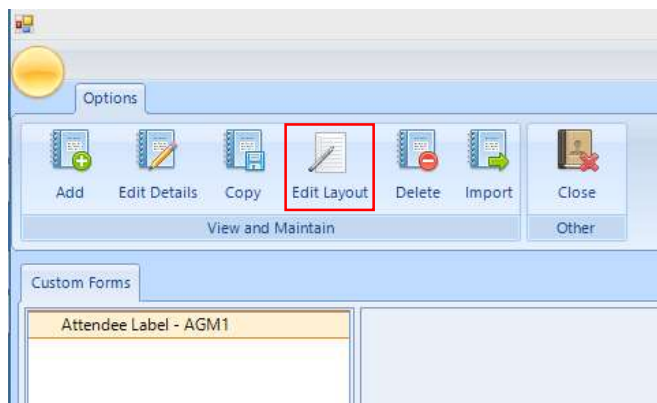 Options
Add Edit Details Copy Edit Layout Delete Import Close
View and Maintain Other
Custom Forms
Attendee Label - AGM1